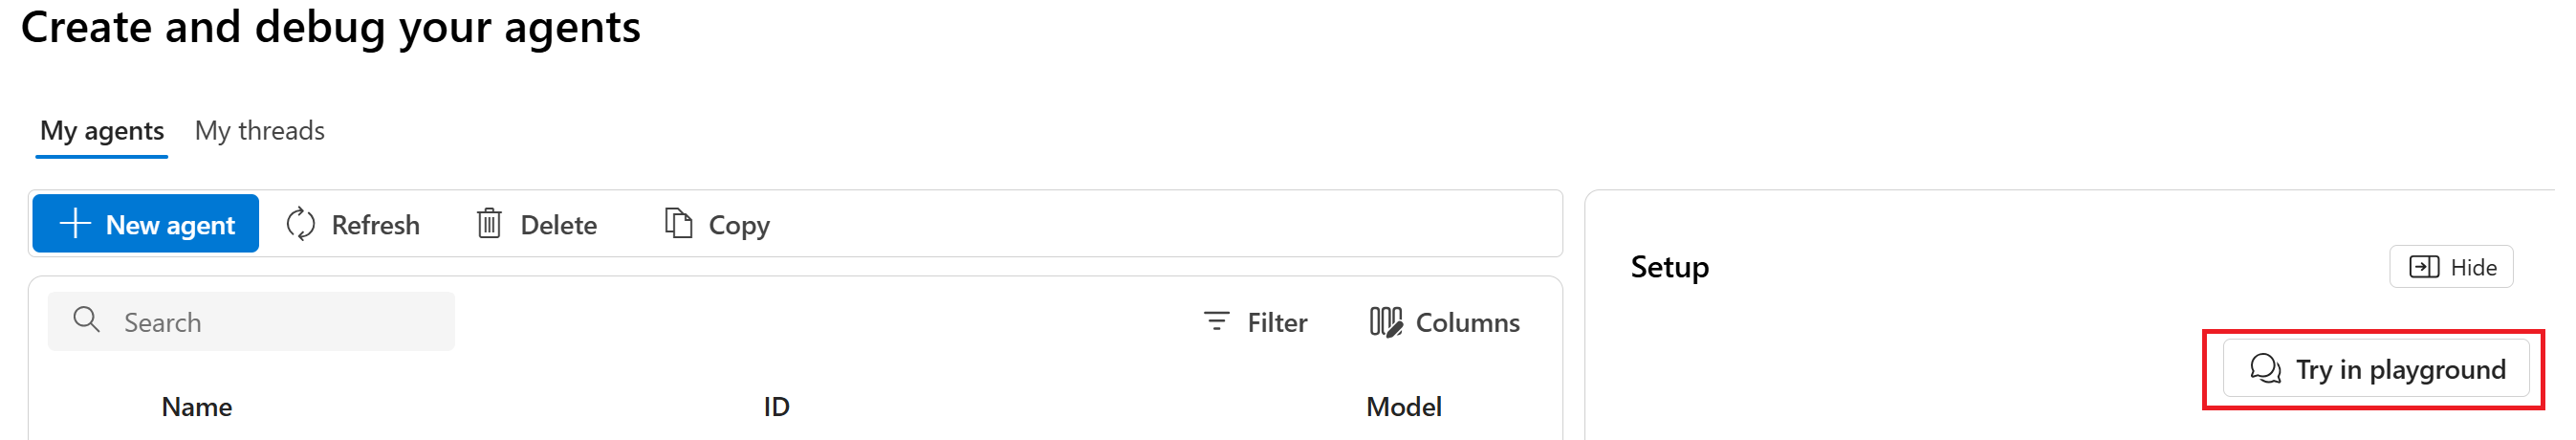 Create and debug your agents
My agents My threads
New agent Refresh Delete Copy
Setup Hide
Search Filter Columns
Try in playground
Name ID Model